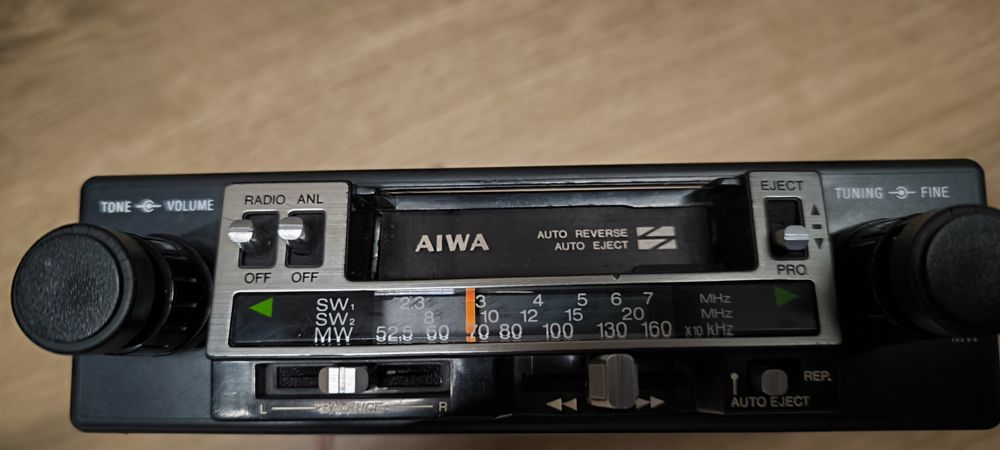 TONE VOLUME
RADIO ANL
OFF OFF
AIWA
AUTO REVERSE
AUTO EJECT
EJECT
PRO.
TUNING FINE
SW1 2.3 3 4 5 6 7 MHz
SW2 8 10 12 15 20 MHz
MW 52.5 60 70 80 100 130 160 X10 kHz
L BALANCE R
REP.
AUTO EJECT